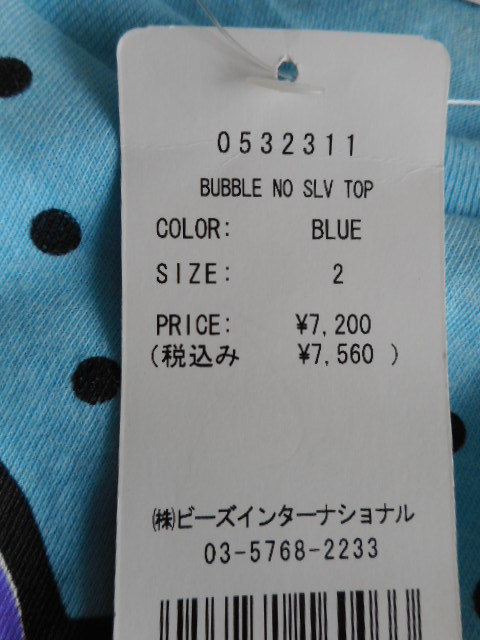 0532311
BUBBLE NO SLV TOP
COLOR: BLUE
SIZE: 2
PRICE: ¥7,200
(税込み ¥7,560 )
㈱ビーズインターナショナル
03-5768-2233